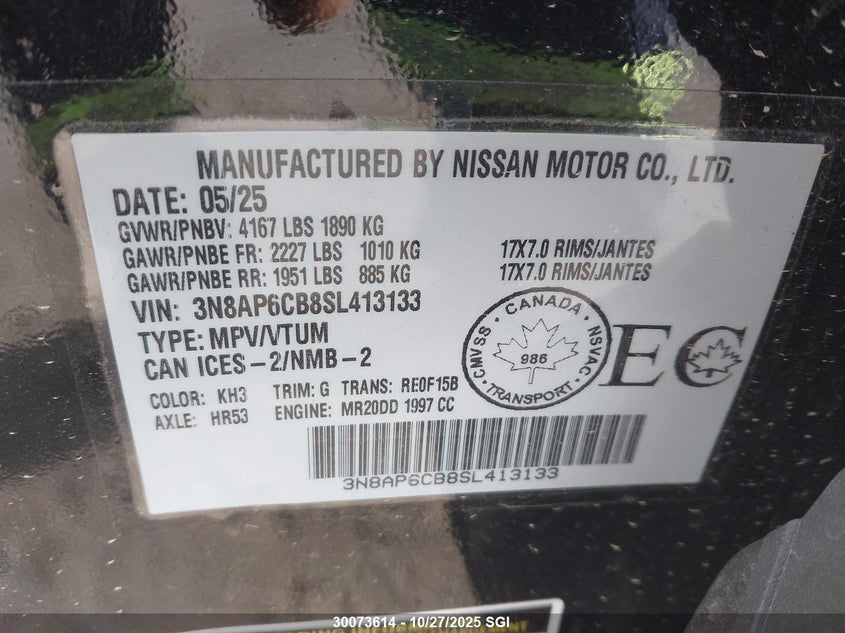 MANUFACTURED BY NISSAN MOTOR CO., LTD.
DATE: 05/25
GVWR/PNBV: 4167 LBS 1890 KG
GAWR/PNBE FR: 2227 LBS 1010 KG 17X7.0 RIMS/JANTES
GAWR/PNBE RR: 1951 LBS 885 KG 17X7.0 RIMS/JANTES
VIN: 3N8AP6CB8SL413133
TYPE: MPV/VTUM
CAN ICES-2/NMB-2
CMVSS CANADA NSVAC
986
TRANSPORT
EC
COLOR: KH3 TRIM: G TRANS: RE0F15B
AXLE: HR53 ENGINE: MR20DD 1997 CC
3N8AP6CB8SL413133
30073614 - 10/27/2025 SGI